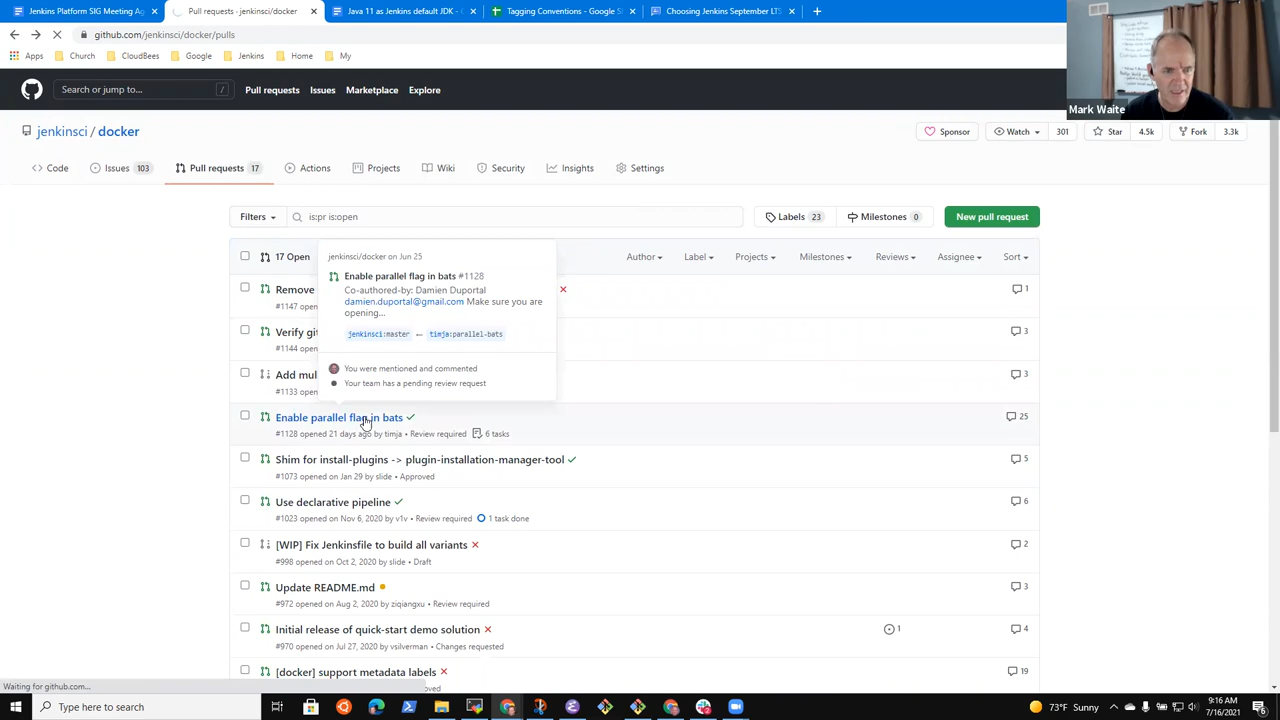 Jenkins Platform SIG Meeting Ag
Pull requests · jenkinsci/docker
Java 11 as Jenkins default JDK - G
Tagging Conventions - Google S
Choosing Jenkins September LTS
github.com/jenkinsci/docker/pulls
Apps
Church
CloudBees
Google
Jenkins
Home
My
Search or jump to...
/
Pull requests
Issues
Marketplace
Explore
Mark Waite
jenkinsci / docker
Sponsor
Watch
301
Star
4.5k
Fork
3.3k
Code
Issues 103
Pull requests 17
Actions
Projects
Wiki
Security
Insights
Settings
Filters
is:pr is:open
Labels 23
Milestones 0
New pull request
17 Open
Author
Label
Projects
Milestones
Reviews
Assignee
Sort
jenkinsci/docker on Jun 25
Enable parallel flag in bats #1128
Co-authored-by: Damien Duportal
damien.duportal@gmail.com Make sure you are
opening...
jenkinsci:master ← timja:parallel-bats
You were mentioned and commented
Your team has a pending review request
Remove
1
#1147 opened
Verify git
3
#1144 opened
Add mul
3
#1133 opened
Enable parallel flag in bats
25
#1128 opened 21 days ago by timja • Review required 6 tasks
Shim for install-plugins -> plugin-installation-manager-tool
5
#1073 opened on Jan 29 by slide • Approved
Use declarative pipeline
6
#1023 opened on Nov 6, 2020 by v1v • Review required 1 task done
[WIP] Fix Jenkinsfile to build all variants
2
#998 opened on Oct 2, 2020 by slide • Draft
Update README.md
3
#972 opened on Aug 2, 2020 by ziqiangxu • Review required
Initial release of quick-start demo solution
1
4
#970 opened on Jul 27, 2020 by vsilverman • Changes requested
[docker] support metadata labels
19
Waiting for github.com...
Type here to search
73°F Sunny
9:16 AM
7/16/2021